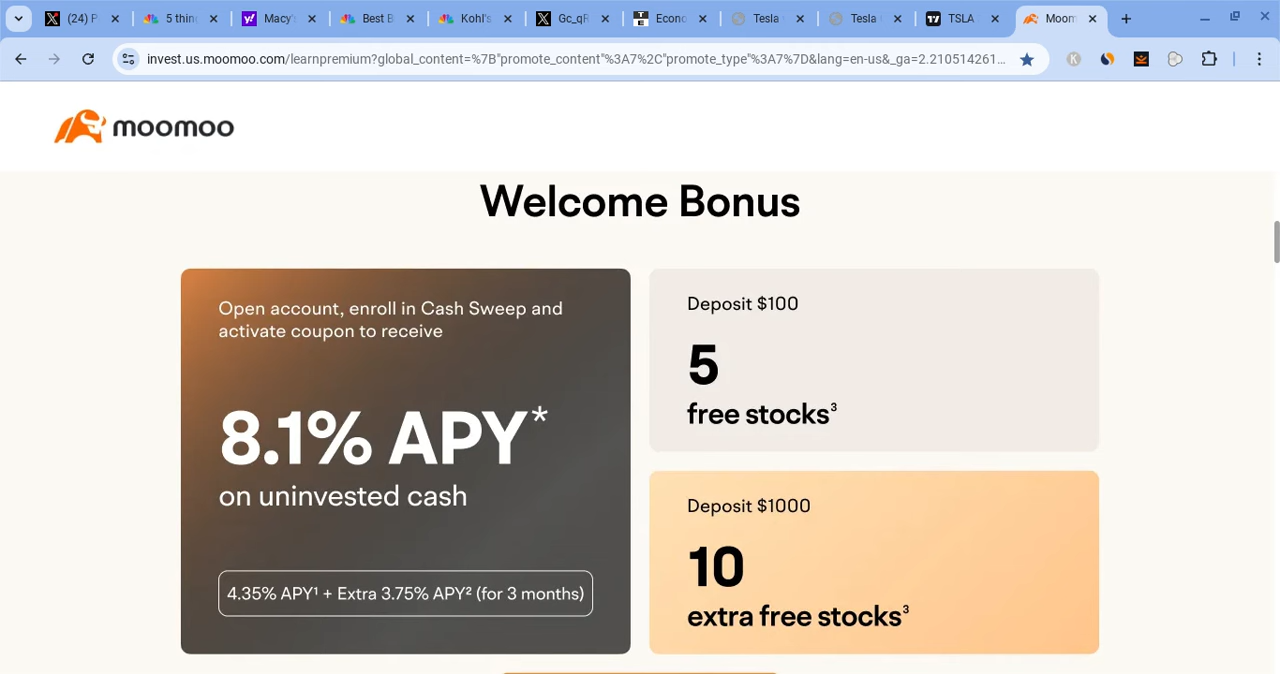 (24) P
5 thin
Macy'
Best B
Kohl's
Gc_qR
Econ
Tesla
Tesla
TSLA
Moom
invest.us.moomoo.com/learnpremium?global_content=%7B"promote_content"%3A7%2C"promote_type"%3A7%7D&lang=en-us&_ga=2.210514261...
moomoo
Welcome Bonus
Open account, enroll in Cash Sweep and
activate coupon to receive
8.1% APY*
on uninvested cash
4.35% APY¹ + Extra 3.75% APY² (for 3 months)
Deposit $100
5
free stocks³
Deposit $1000
10
extra free stocks³